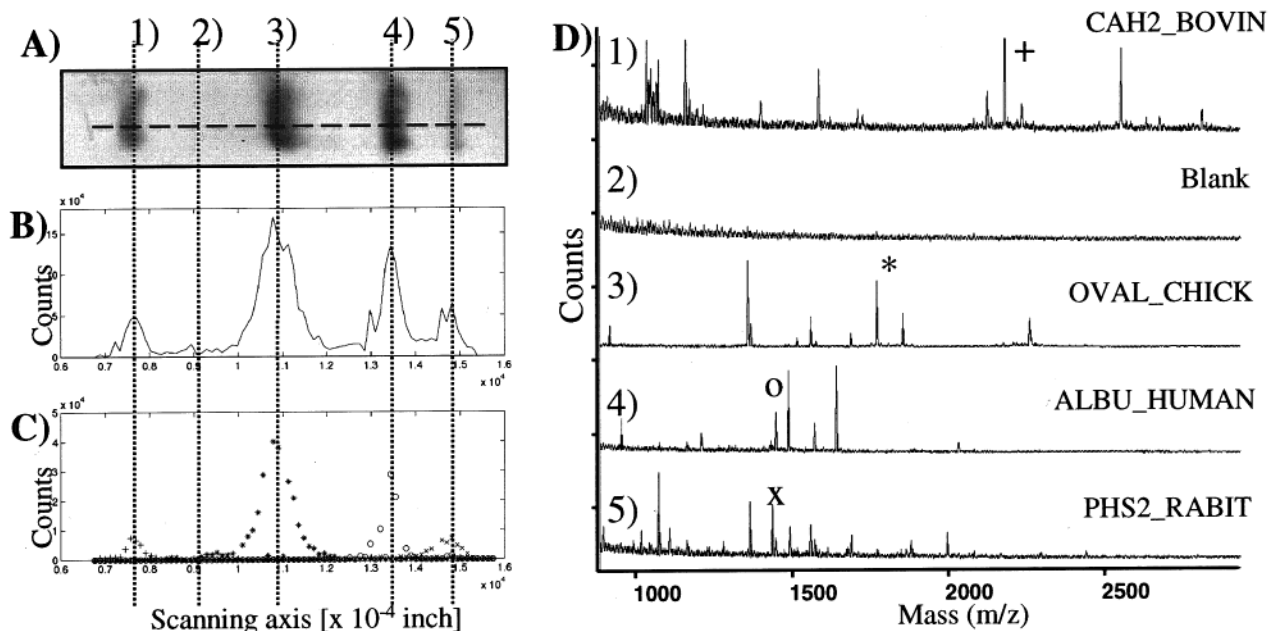 A)
1) 2) 3) 4) 5)
B)
x 10⁴
15
10
5
0
Counts
0.6 0.7 0.8 0.9 1.0 1.1 1.2 1.3 1.4 1.5 1.6
x 10⁴
C)
x 10⁴
5
4
3
2
1
0
Counts
0.6 0.7 0.8 0.9 1.0 1.1 1.2 1.3 1.4 1.5 1.6
x 10⁴
Scanning axis [x 10⁻⁴ inch]
D)
CAH2_BOVIN
1) +
2) Blank
3) *
OVAL_CHICK
4) o
ALBU_HUMAN
5) x
PHS2_RABIT
Counts
1000 1500 2000 2500
Mass (m/z)